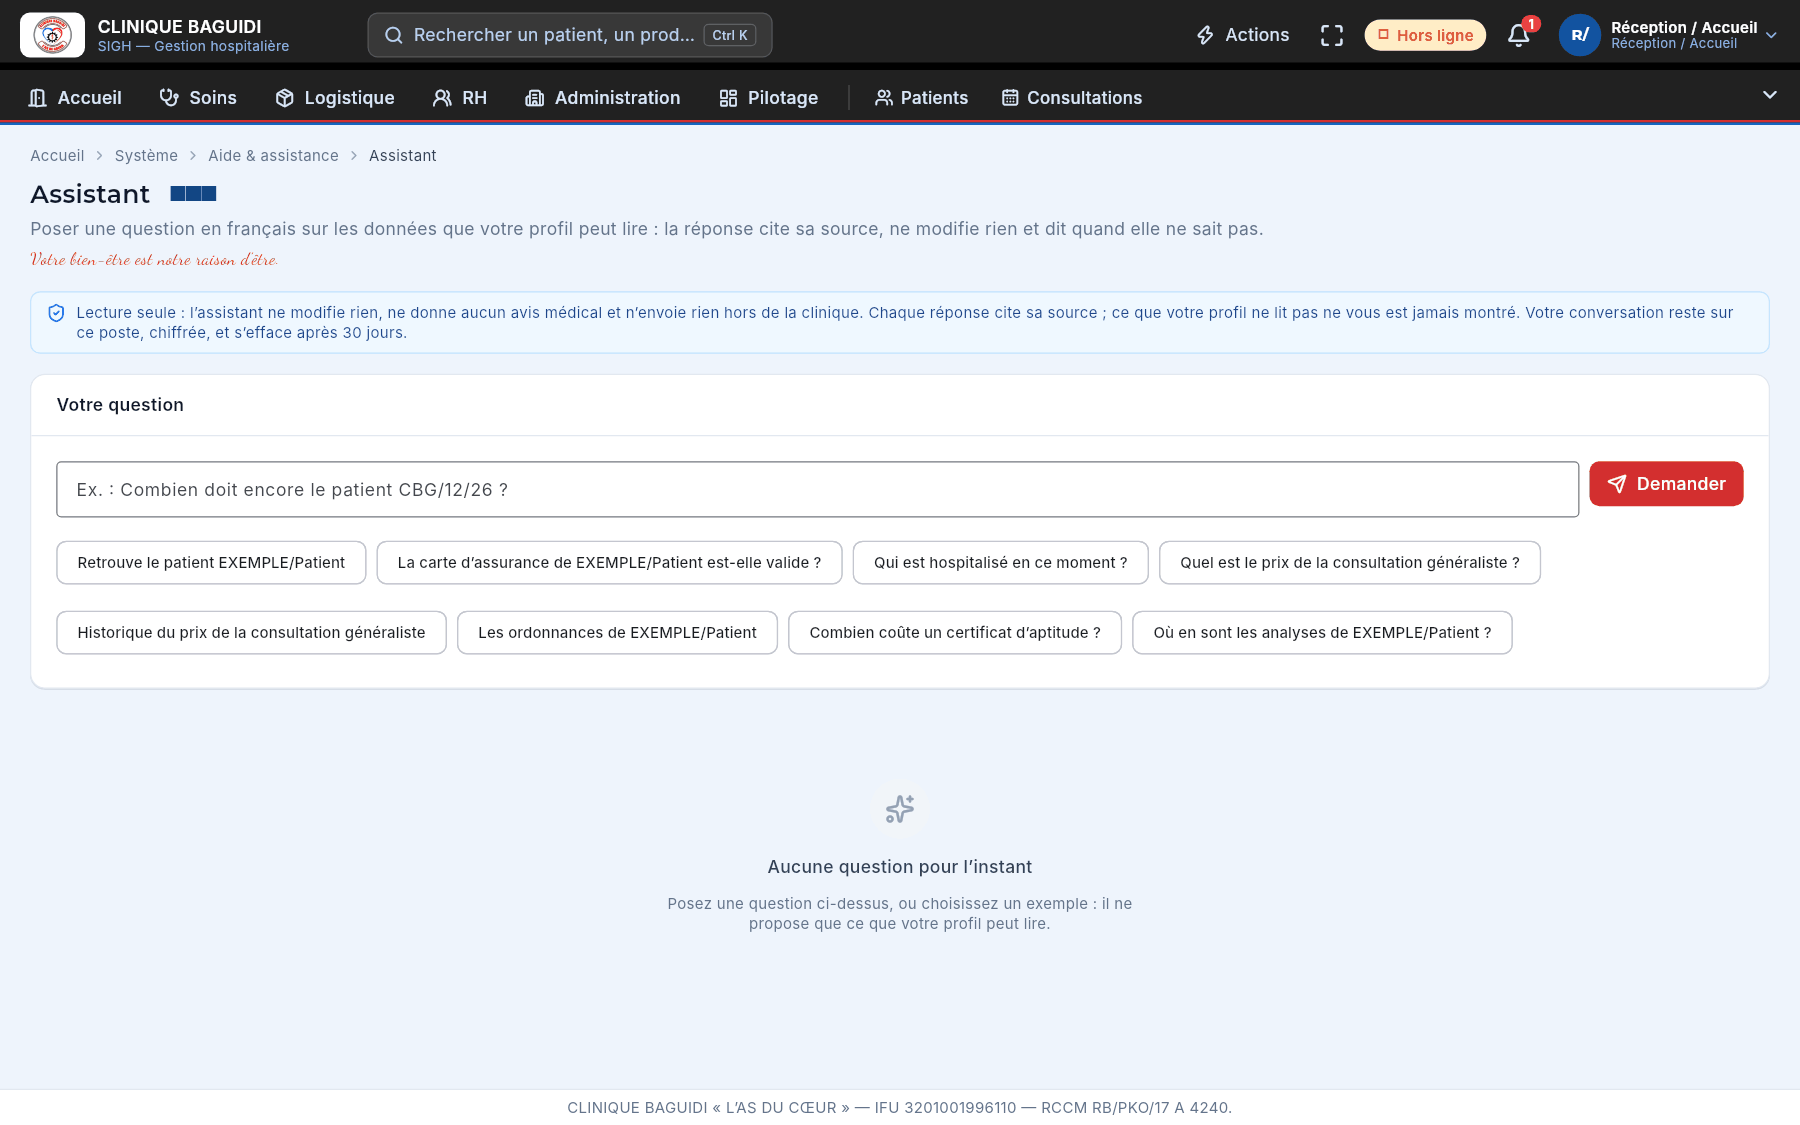 CLINIQUE BAGUIDI
SIGH — Gestion hospitalière
Rechercher un patient, un prod...
Ctrl K
Actions
Hors ligne
1
R/
Réception / Accueil
Réception / Accueil
Accueil
Soins
Logistique
RH
Administration
Pilotage
Patients
Consultations
Accueil > Système > Aide & assistance > Assistant
Assistant
Poser une question en français sur les données que votre profil peut lire : la réponse cite sa source, ne modifie rien et dit quand elle ne sait pas.
Votre bien-être est notre raison d'être.
Lecture seule : l’assistant ne modifie rien, ne donne aucun avis médical et n’envoie rien hors de la clinique. Chaque réponse cite sa source ; ce que votre profil ne lit pas ne vous est jamais montré. Votre conversation reste sur
ce poste, chiffrée, et s’efface après 30 jours.
Votre question
Ex. : Combien doit encore le patient CBG/12/26 ?
Demander
Retrouve le patient EXEMPLE/Patient
La carte d’assurance de EXEMPLE/Patient est-elle valide ?
Qui est hospitalisé en ce moment ?
Quel est le prix de la consultation généraliste ?
Historique du prix de la consultation généraliste
Les ordonnances de EXEMPLE/Patient
Combien coûte un certificat d’aptitude ?
Où en sont les analyses de EXEMPLE/Patient ?
Aucune question pour l’instant
Posez une question ci-dessus, ou choisissez un exemple : il ne
propose que ce que votre profil peut lire.
CLINIQUE BAGUIDI « L’AS DU CŒUR » — IFU 3201001996110 — RCCM RB/PKO/17 A 4240.